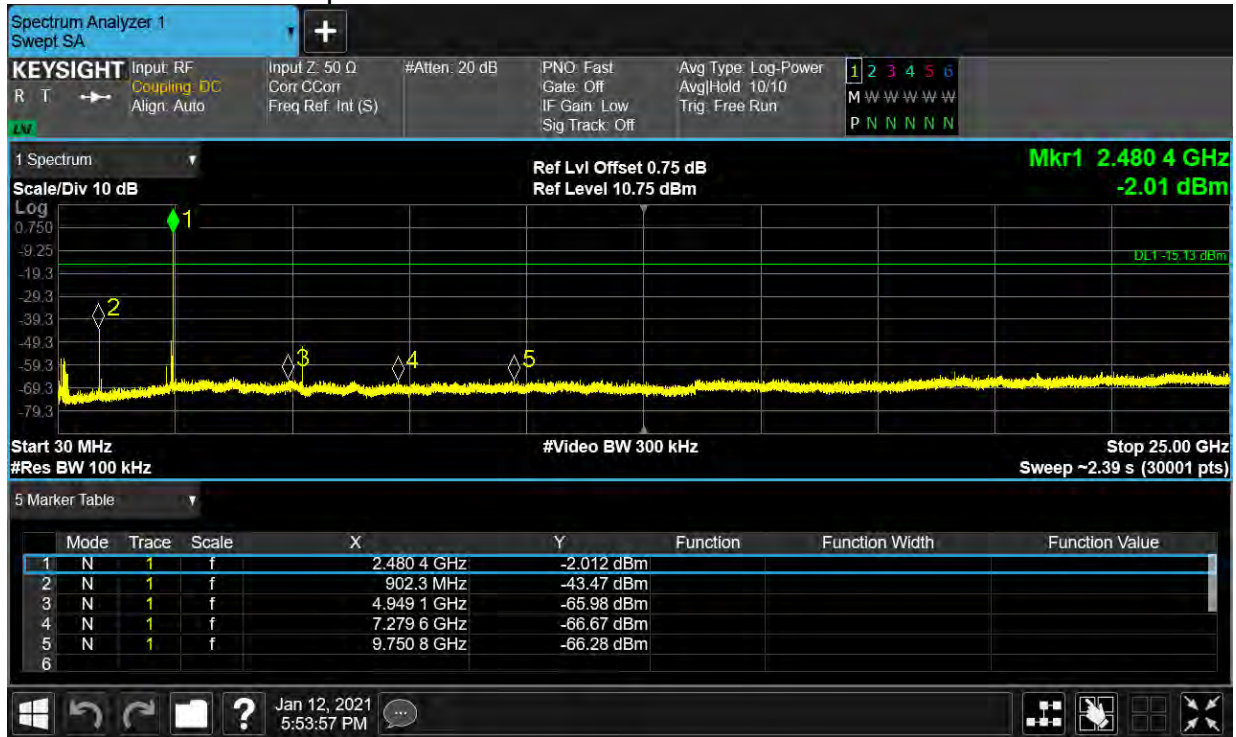 Spectrum Analyzer 1
Swept SA
+
KEYSIGHT Input: RF Input Z: 50 Ω #Atten: 20 dB PNO: Fast Avg Type: Log-Power 1 2 3 4 5 6
R T Coupling: DC Corr CCorr Gate: Off Avg|Hold: 10/10 M W W W W W
Align: Auto Freq Ref: Int (S) IF Gain: Low Trig: Free Run P N N N N N
Sig Track: Off
LXI
1 Spectrum Ref Lvl Offset 0.75 dB Mkr1 2.480 4 GHz
Scale/Div 10 dB Ref Level 10.75 dBm -2.01 dBm
Log
0.750
-9.25
-19.3
-29.3
-39.3
-49.3
-59.3
-69.3
-79.3
1
DL1 -15.13 dBm
2
3
4
5
Start 30 MHz #Video BW 300 kHz Stop 25.00 GHz
#Res BW 100 kHz Sweep ~2.39 s (30001 pts)
5 Marker Table
Mode Trace Scale X Y Function Function Width Function Value
1 N 1 f 2.480 4 GHz -2.012 dBm
2 N 1 f 902.3 MHz -43.47 dBm
3 N 1 f 4.949 1 GHz -65.98 dBm
4 N 1 f 7.279 6 GHz -66.67 dBm
5 N 1 f 9.750 8 GHz -66.28 dBm
6
? Jan 12, 2021
5:53:57 PM